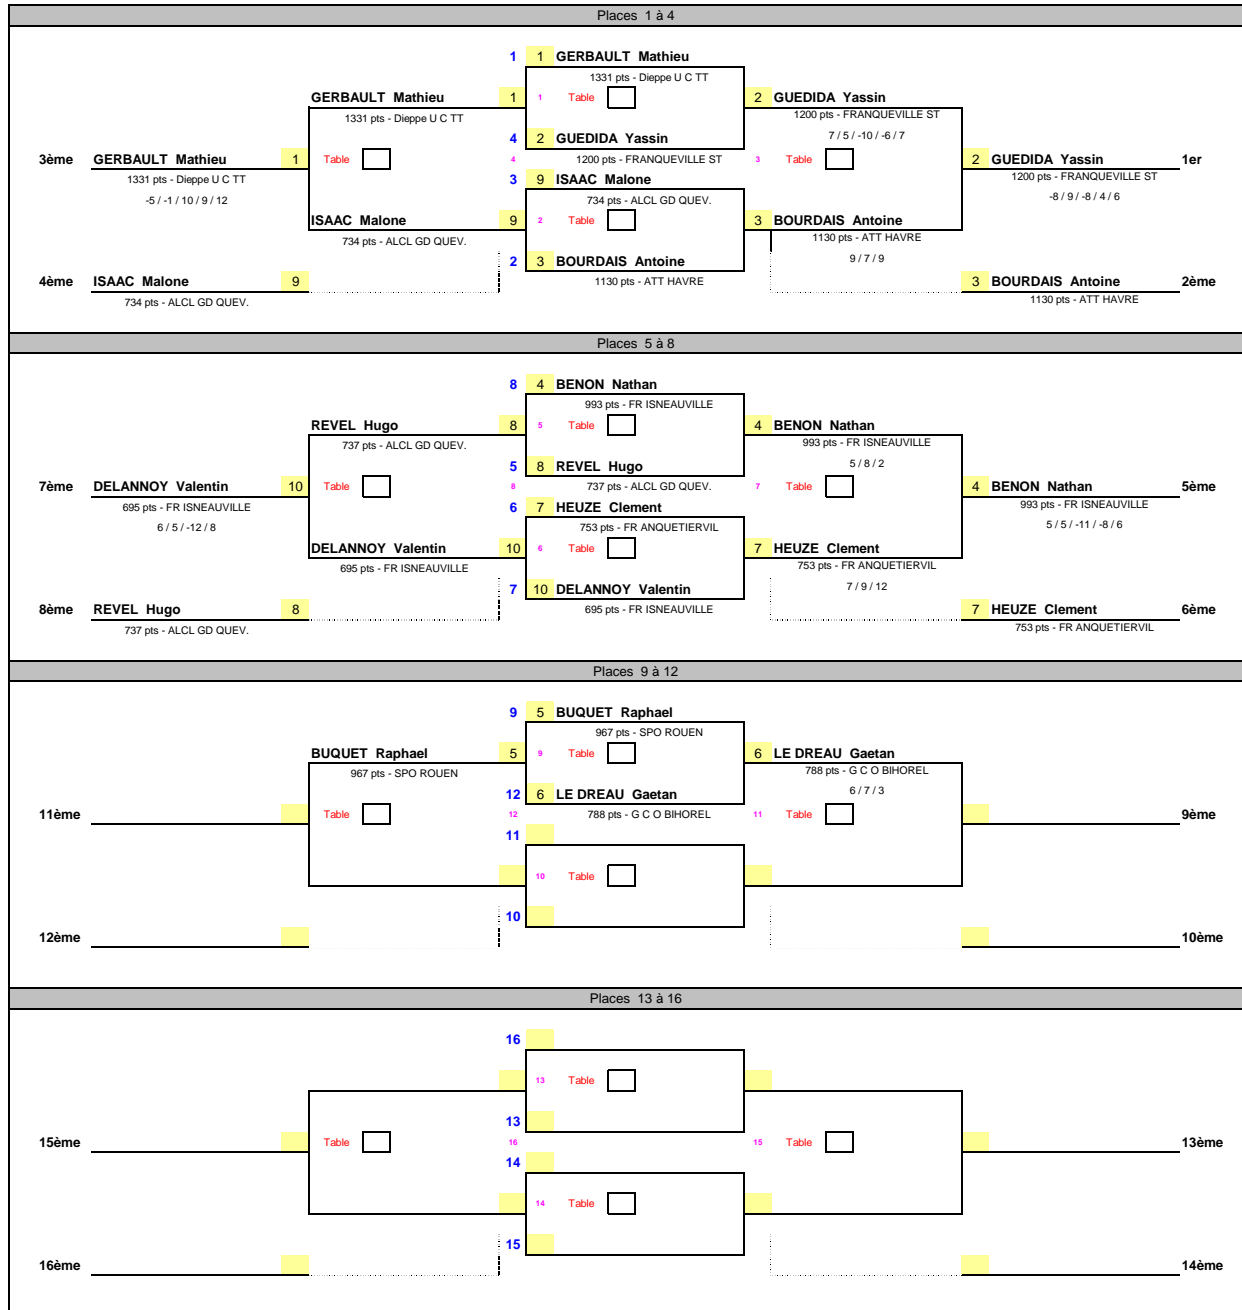 Places 1 à 4
1 1 GERBAULT Mathieu
1331 pts - Dieppe U C TT
GERBAULT Mathieu 1 1 Table 2 GUEDIDA Yassin
1331 pts - Dieppe U C TT 1200 pts - FRANQUEVILLE ST
4 2 GUEDIDA Yassin 7 / 5 / -10 / -6 / 7
3ème GERBAULT Mathieu 1 Table 4 1200 pts - FRANQUEVILLE ST 3 Table 2 GUEDIDA Yassin 1er
1331 pts - Dieppe U C TT 3 9 ISAAC Malone 1200 pts - FRANQUEVILLE ST
-5 / -1 / 10 / 9 / 12 734 pts - ALCL GD QUEV. -8 / 9 / -8 / 4 / 6
ISAAC Malone 9 2 Table 3 BOURDAIS Antoine
734 pts - ALCL GD QUEV. 1130 pts - ATT HAVRE
2 3 BOURDAIS Antoine 9 / 7 / 9
4ème ISAAC Malone 9 1130 pts - ATT HAVRE 3 BOURDAIS Antoine 2ème
734 pts - ALCL GD QUEV. 1130 pts - ATT HAVRE
Places 5 à 8
8 4 BENON Nathan
993 pts - FR ISNEAUVILLE
REVEL Hugo 8 5 Table 4 BENON Nathan
737 pts - ALCL GD QUEV. 993 pts - FR ISNEAUVILLE
5 8 REVEL Hugo 5 / 8 / 2
7ème DELANNOY Valentin 10 Table 8 737 pts - ALCL GD QUEV. 7 Table 4 BENON Nathan 5ème
695 pts - FR ISNEAUVILLE 6 7 HEUZE Clement 993 pts - FR ISNEAUVILLE
6 / 5 / -12 / 8 753 pts - FR ANQUETIERVIL 5 / 5 / -11 / -8 / 6
DELANNOY Valentin 10 6 Table 7 HEUZE Clement
695 pts - FR ISNEAUVILLE 753 pts - FR ANQUETIERVIL
7 10 DELANNOY Valentin 7 / 9 / 12
8ème REVEL Hugo 8 695 pts - FR ISNEAUVILLE 7 HEUZE Clement 6ème
737 pts - ALCL GD QUEV. 753 pts - FR ANQUETIERVIL
Places 9 à 12
9 5 BUQUET Raphael
967 pts - SPO ROUEN
BUQUET Raphael 5 9 Table 6 LE DREAU Gaetan
967 pts - SPO ROUEN 788 pts - G C O BIHOREL
12 6 LE DREAU Gaetan 6 / 7 / 3
11ème Table 12 788 pts - G C O BIHOREL 11 Table 9ème
11
10 Table
10
12ème 10ème
Places 13 à 16
16
13 Table
13
15ème Table 16 15 Table 13ème
14
14 Table
15
16ème 14ème